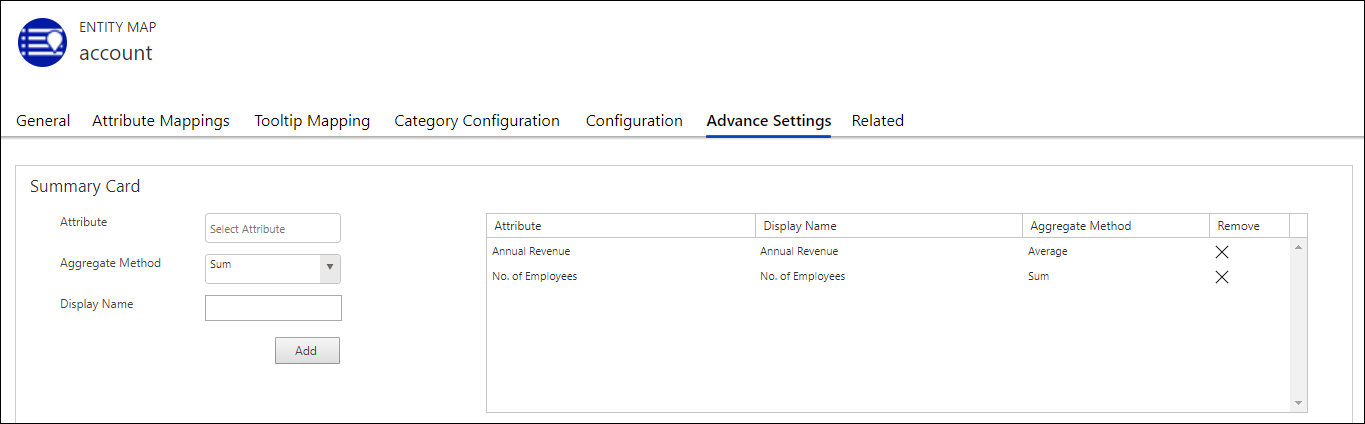 ENTITY MAP
account
General Attribute Mappings Tooltip Mapping Category Configuration Configuration Advance Settings Related
Summary Card
Attribute Select Attribute
Aggregate Method Sum
Display Name
Add
Attribute Display Name Aggregate Method Remove
Annual Revenue Annual Revenue Average
No. of Employees No. of Employees Sum